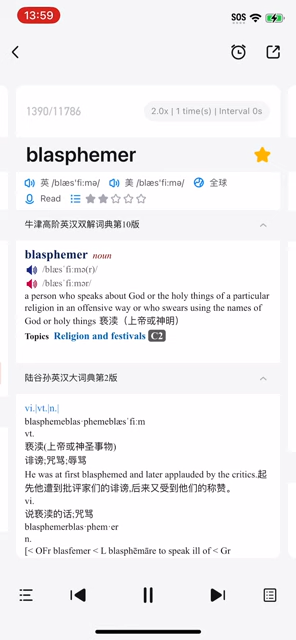 13:59
SOS
1390/11786
2.0x | 1 time(s) | Interval 0s
blasphemer
英 /blæsˈfiːmə/ 美 /blæsˈfiːmə/ 全球
Read
牛津高阶英汉双解词典第10版
blasphemer noun
/blæsˈfiːmə(r)/
/blæsˈfiːmər/
a person who speaks about God or the holy things of a particular
religion in an offensive way or who swears using the names of
God or holy things 亵渎（上帝或神明）
Topics Religion and festivals C2
陆谷孙英汉大词典第2版
vi.|vt.|n.|
blasphemeblas·phemeblæsˈfiːm
vt.
亵渎(上帝或神圣事物)
诽谤;咒骂;辱骂
He was at first blasphemed and later applauded by the critics.起
先他遭到批评家们的诽谤,后来又受到他们的称赞。
vi.
说亵渎的话;咒骂
blasphemerblas·phem·er
n.
[< OFr blasfemer < L blasphēmāre to speak ill of < Gr